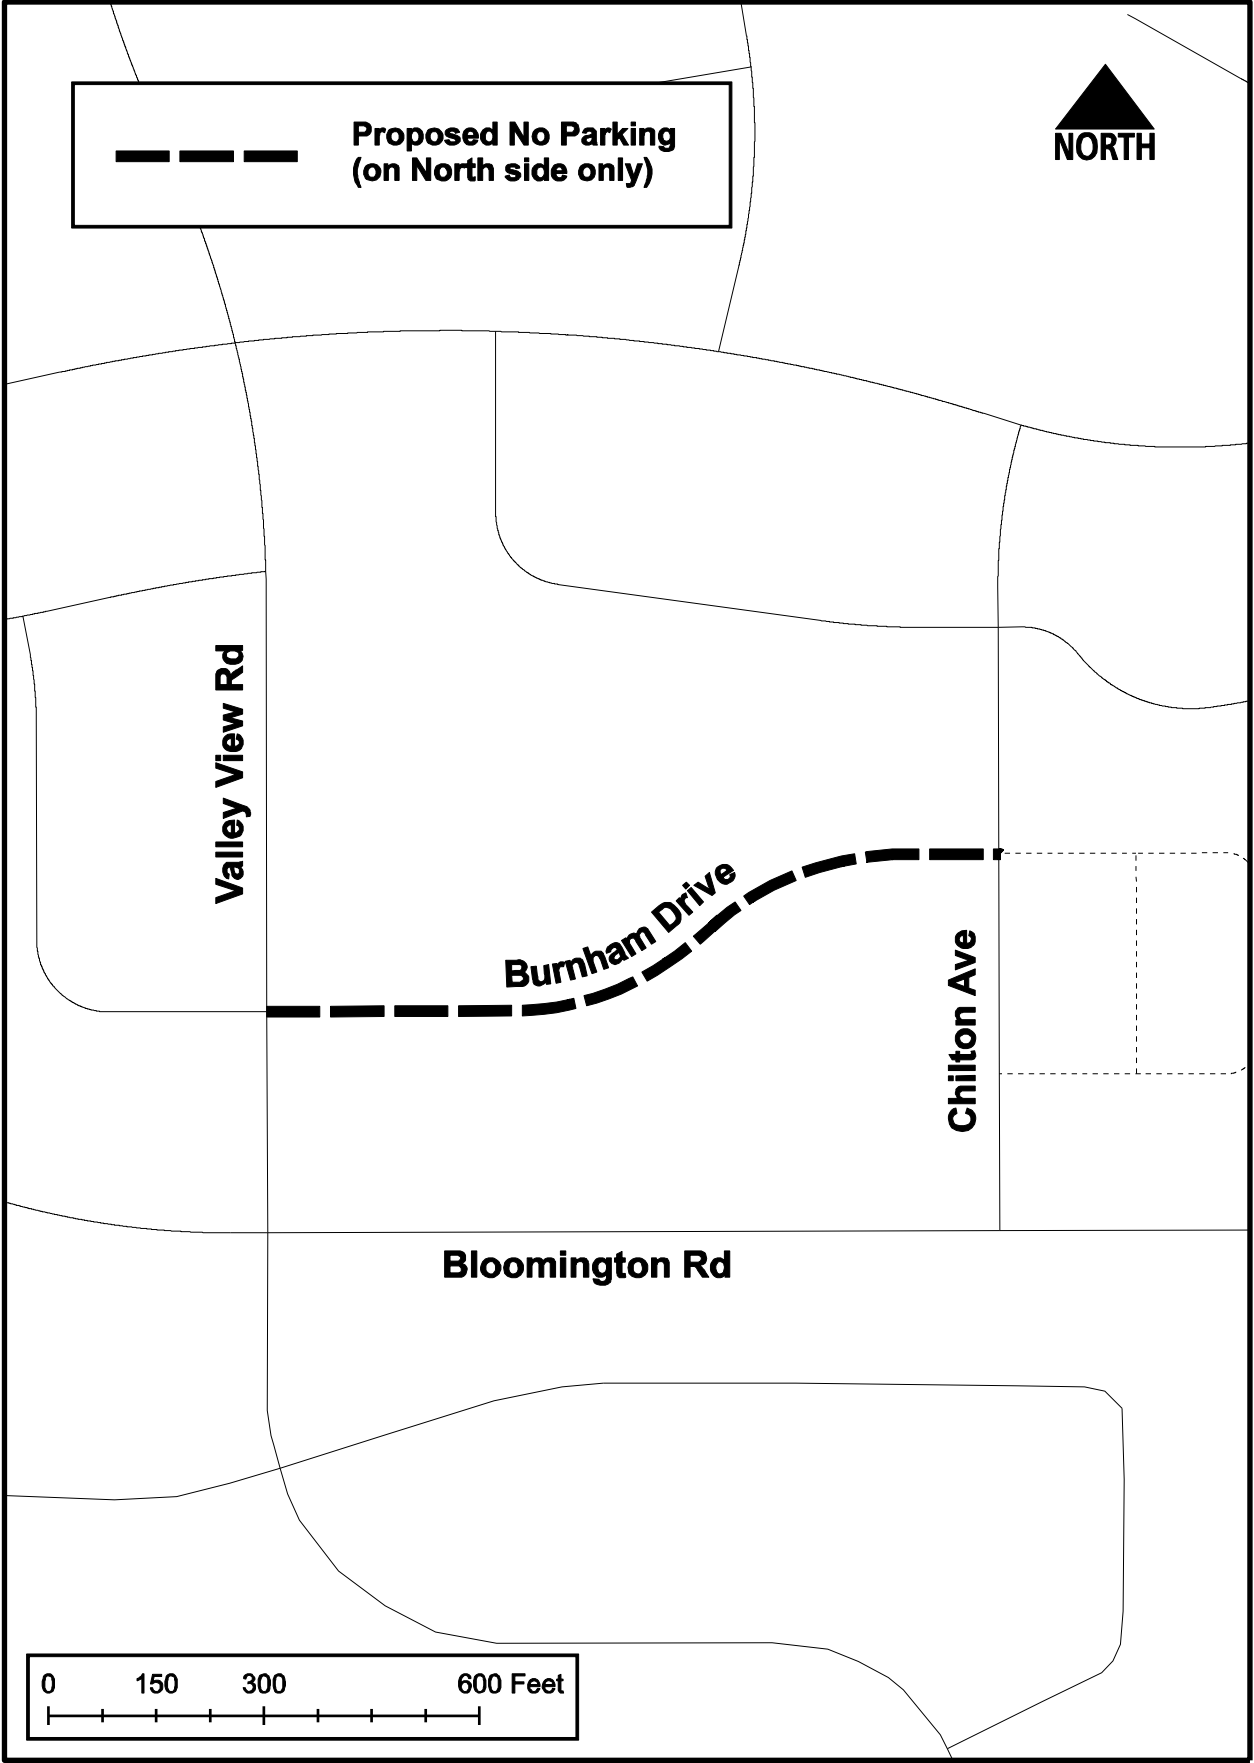 Proposed No Parking
(on North side only)
NORTH
Valley View Rd
Burnham Drive
Chilton Ave
Bloomington Rd
0 150 300 600 Feet